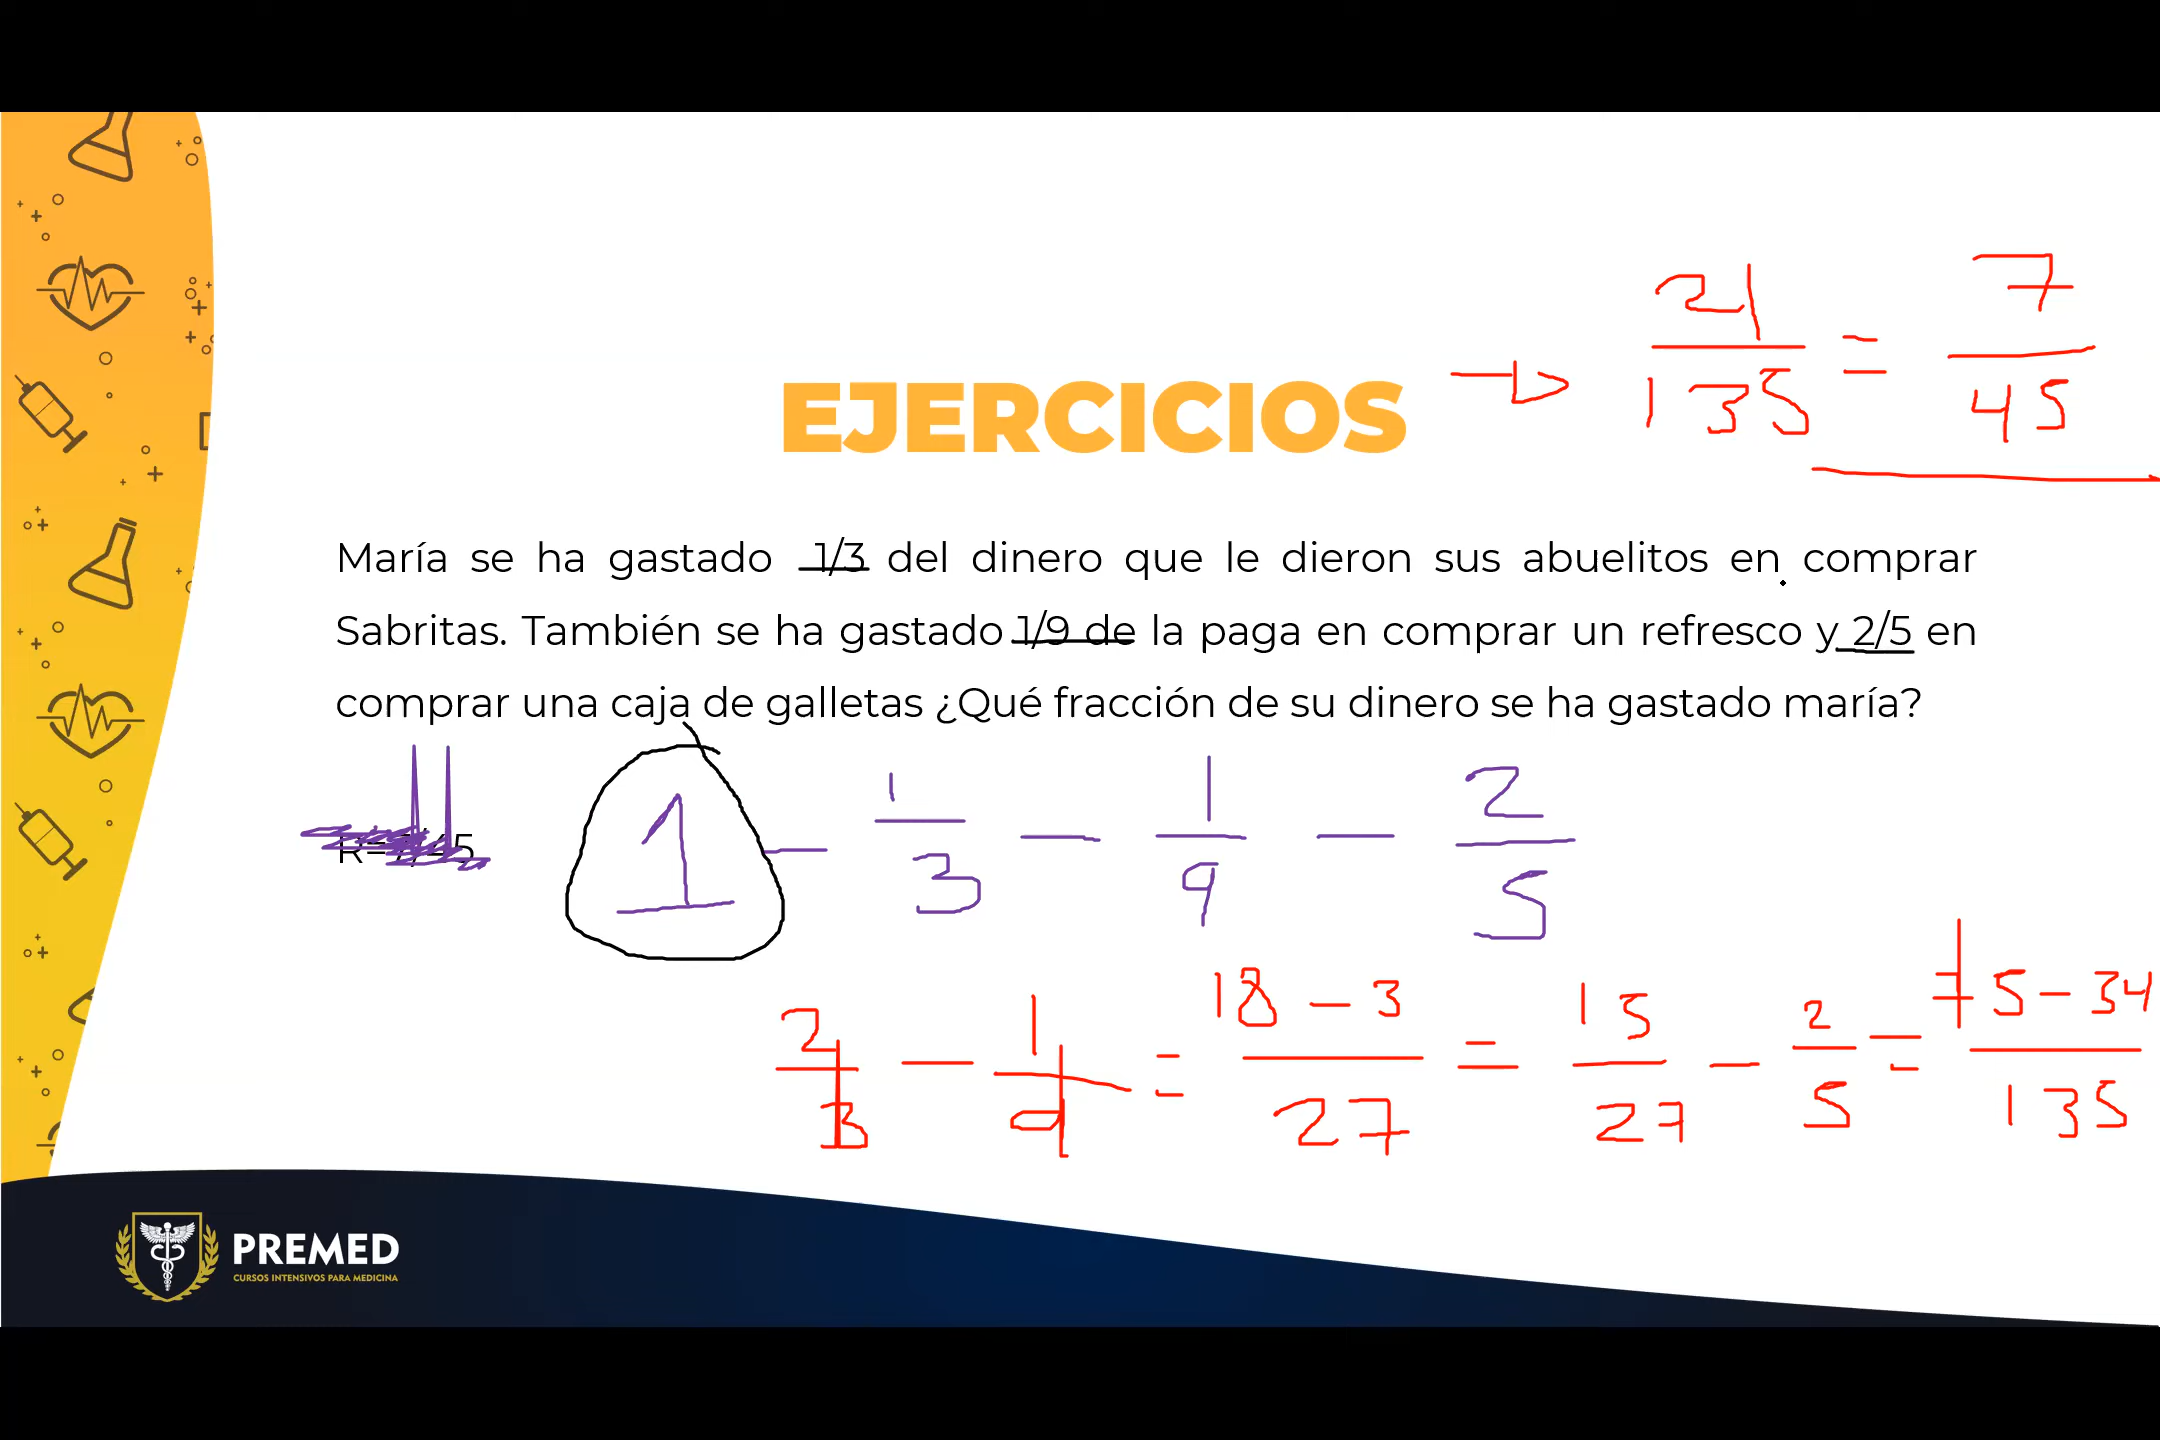 21/135 = 7/45
EJERCICIOS
María se ha gastado 1/3 del dinero que le dieron sus abuelitos en comprar
Sabritas. También se ha gastado 1/9 de la paga en comprar un refresco y 2/5 en
comprar una caja de galletas ¿Qué fracción de su dinero se ha gastado maría?
R=7/45
1 - 1/3 - 1/9 - 2/5
2/3 - 1/9 = 18 - 3/27 = 15/27 - 2/5 = 75 - 54/135
PREMED
CURSOS INTENSIVOS PARA MEDICINA